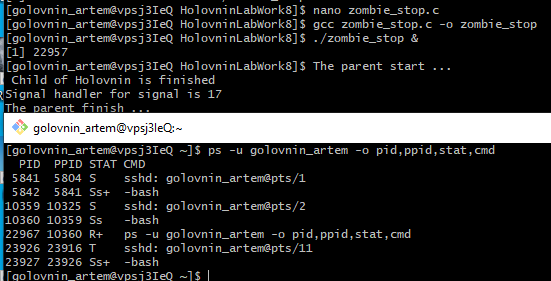 [golovnin_artem@vpsj3IeQ HolovninLabWork8]$ nano zombie_stop.c
[golovnin_artem@vpsj3IeQ HolovninLabWork8]$ gcc zombie_stop.c -o zombie_stop
[golovnin_artem@vpsj3IeQ HolovninLabWork8]$ ./zombie_stop &
[1] 22957
[golovnin_artem@vpsj3IeQ HolovninLabWork8]$ The parent start ...
Child of Holovnin is finished
Signal handler for signal is 17
The parent finish ...
golovnin_artem@vpsj3IeQ:~
[golovnin_artem@vpsj3IeQ ~]$ ps -u golovnin_artem -o pid,ppid,stat,cmd
PID PPID STAT CMD
5841 5804 S sshd: golovnin_artem@pts/1
5842 5841 Ss+ -bash
10359 10325 S sshd: golovnin_artem@pts/2
10360 10359 Ss -bash
22967 10360 R+ ps -u golovnin_artem -o pid,ppid,stat,cmd
23926 23916 T sshd: golovnin_artem@pts/11
23927 23926 Ss+ -bash
[golovnin_artem@vpsj3IeQ ~]$